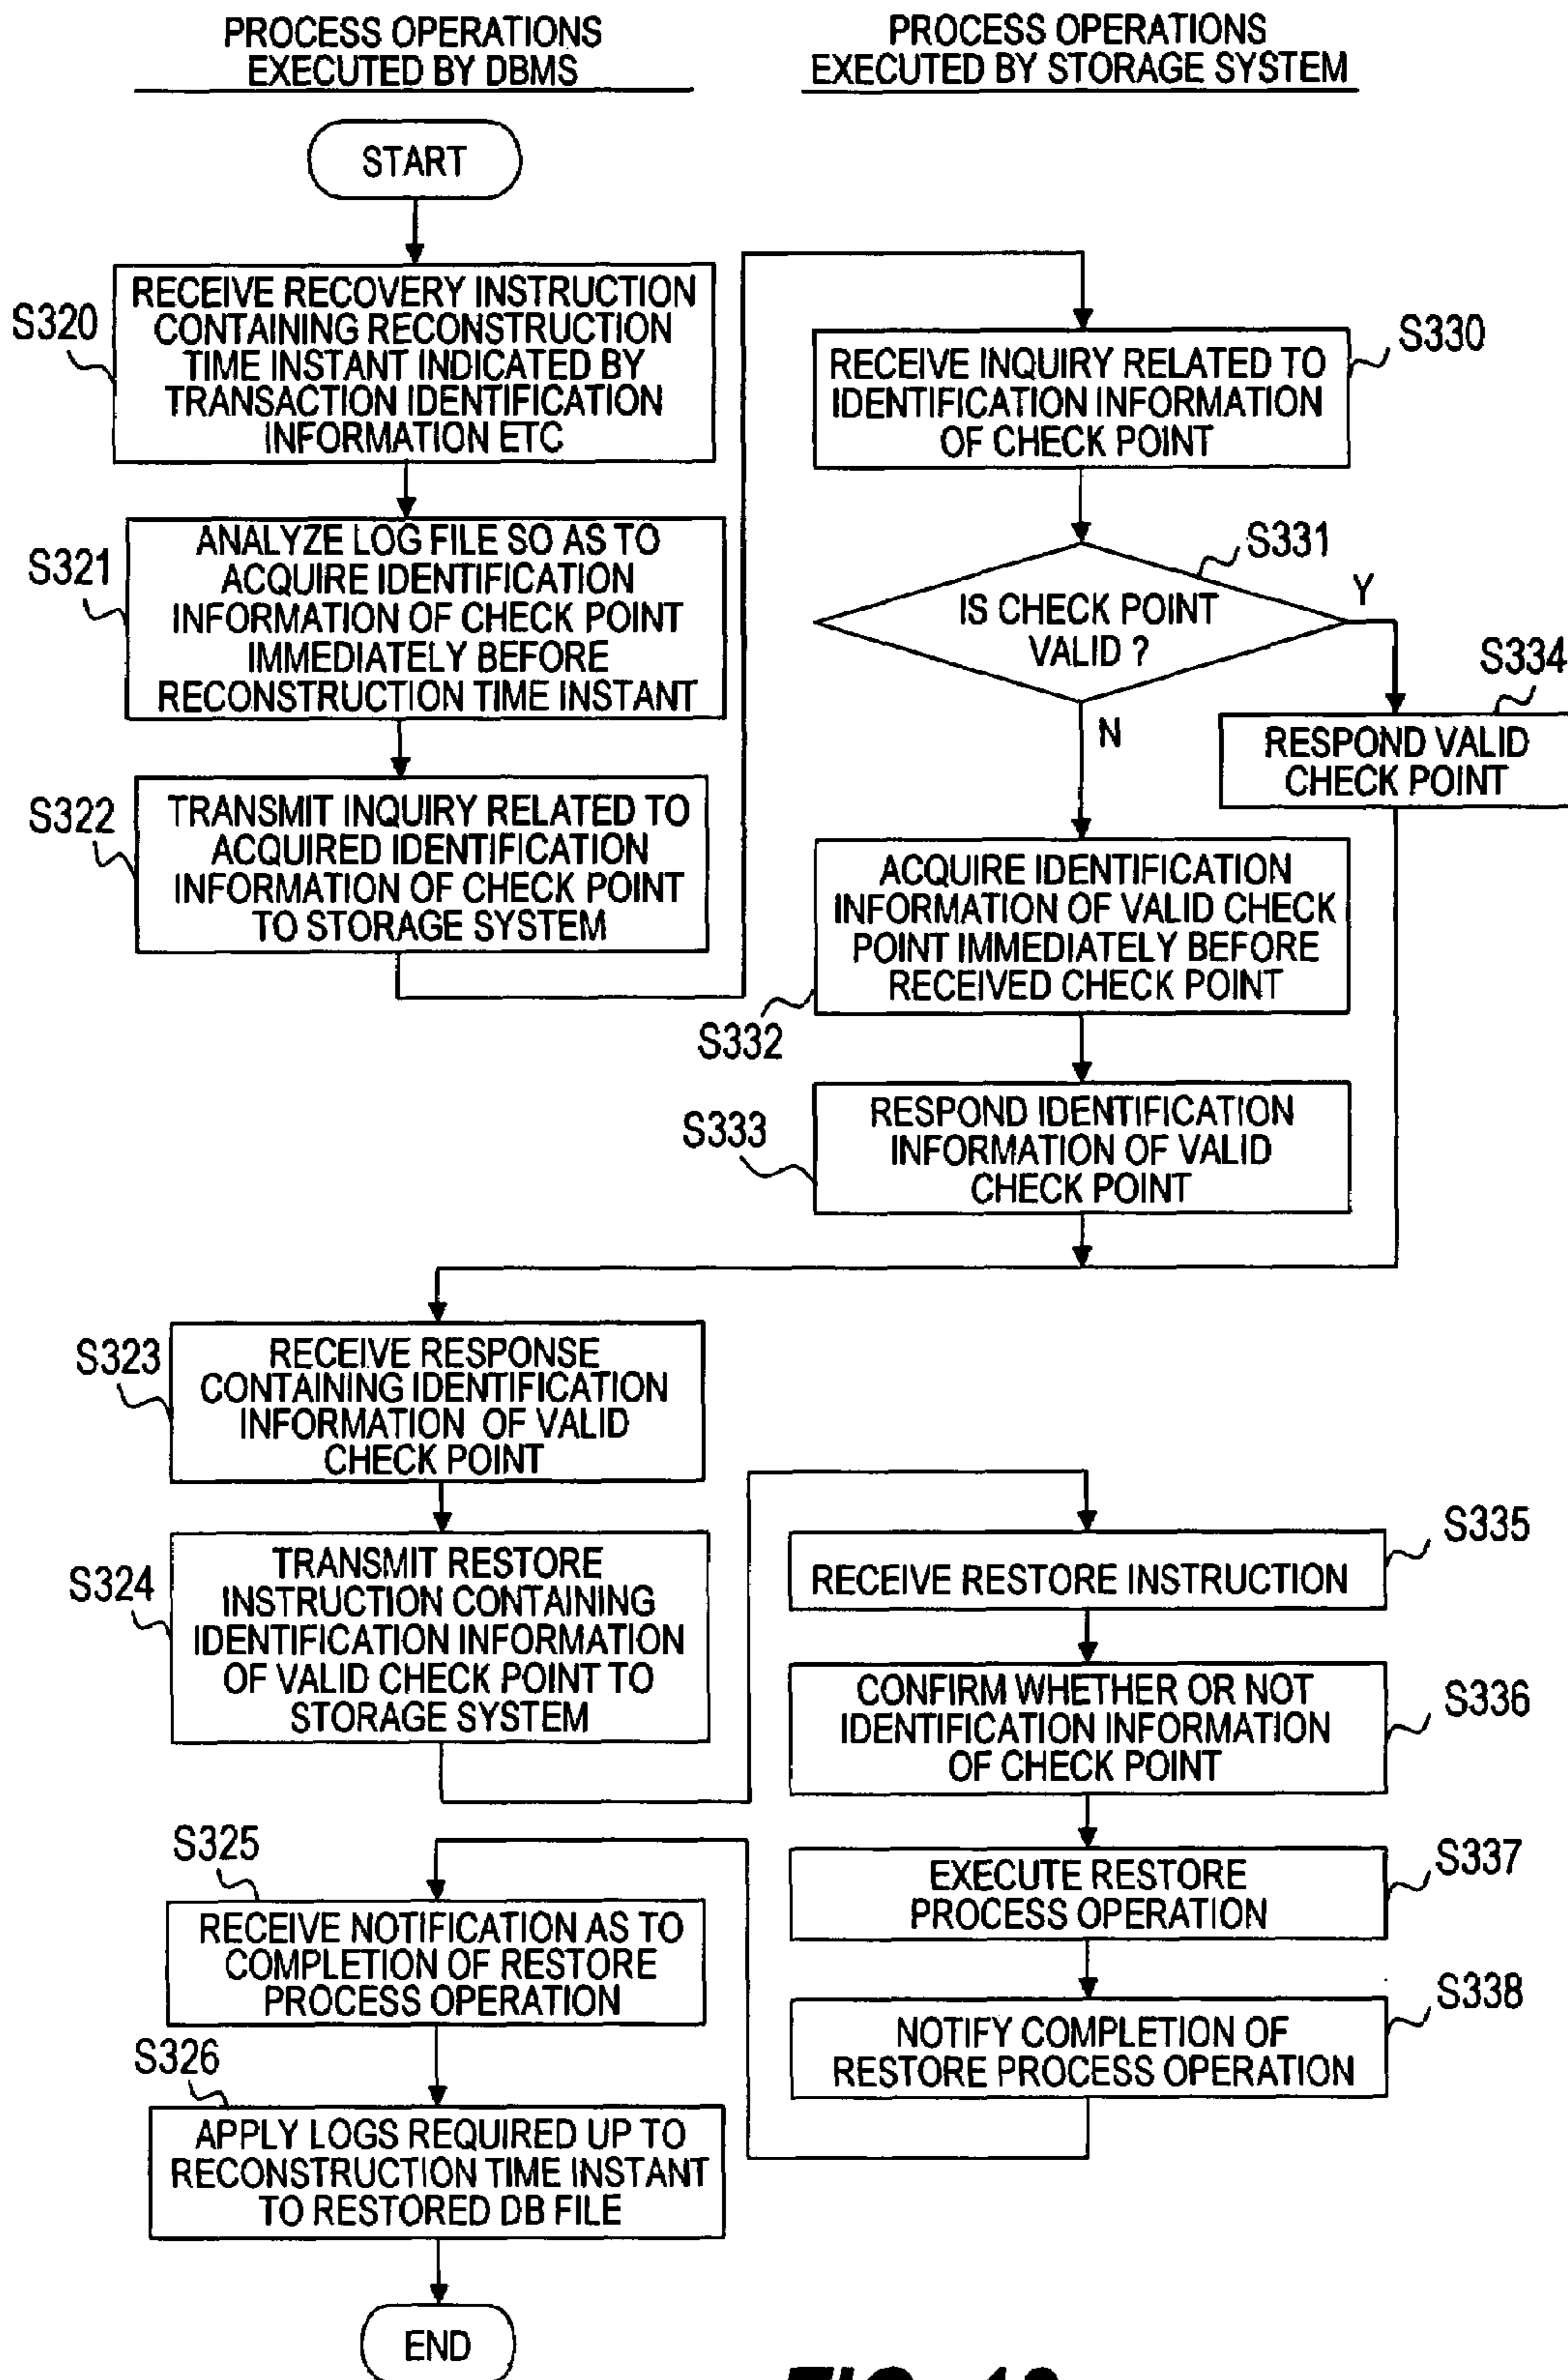 PROCESS OPERATIONS
EXECUTED BY DBMS
PROCESS OPERATIONS
EXECUTED BY STORAGE SYSTEM
START
S320
RECEIVE RECOVERY INSTRUCTION
CONTAINING RECONSTRUCTION
TIME INSTANT INDICATED BY
TRANSACTION IDENTIFICATION
INFORMATION ETC
S321
ANALYZE LOG FILE SO AS TO
ACQUIRE IDENTIFICATION
INFORMATION OF CHECK POINT
IMMEDIATELY BEFORE
RECONSTRUCTION TIME INSTANT
S322
TRANSMIT INQUIRY RELATED TO
ACQUIRED IDENTIFICATION
INFORMATION OF CHECK POINT
TO STORAGE SYSTEM
S330
RECEIVE INQUIRY RELATED TO
IDENTIFICATION INFORMATION
OF CHECK POINT
S331
IS CHECK POINT
VALID ?
Y
N
S334
RESPOND VALID
CHECK POINT
ACQUIRE IDENTIFICATION
INFORMATION OF VALID CHECK
POINT IMMEDIATELY BEFORE
RECEIVED CHECK POINT
S332
S333
RESPOND IDENTIFICATION
INFORMATION OF VALID
CHECK POINT
S323
RECEIVE RESPONSE
CONTAINING IDENTIFICATION
INFORMATION OF VALID
CHECK POINT
S324
TRANSMIT RESTORE
INSTRUCTION CONTAINING
IDENTIFICATION INFORMATION
OF VALID CHECK POINT TO
STORAGE SYSTEM
S335
RECEIVE RESTORE INSTRUCTION
S336
CONFIRM WHETHER OR NOT
IDENTIFICATION INFORMATION
OF CHECK POINT
S337
EXECUTE RESTORE
PROCESS OPERATION
S338
NOTIFY COMPLETION OF
RESTORE PROCESS OPERATION
S325
RECEIVE NOTIFICATION AS TO
COMPLETION OF RESTORE
PROCESS OPERATION
S326
APPLY LOGS REQUIRED UP TO
RECONSTRUCTION TIME INSTANT
TO RESTORED DB FILE
END